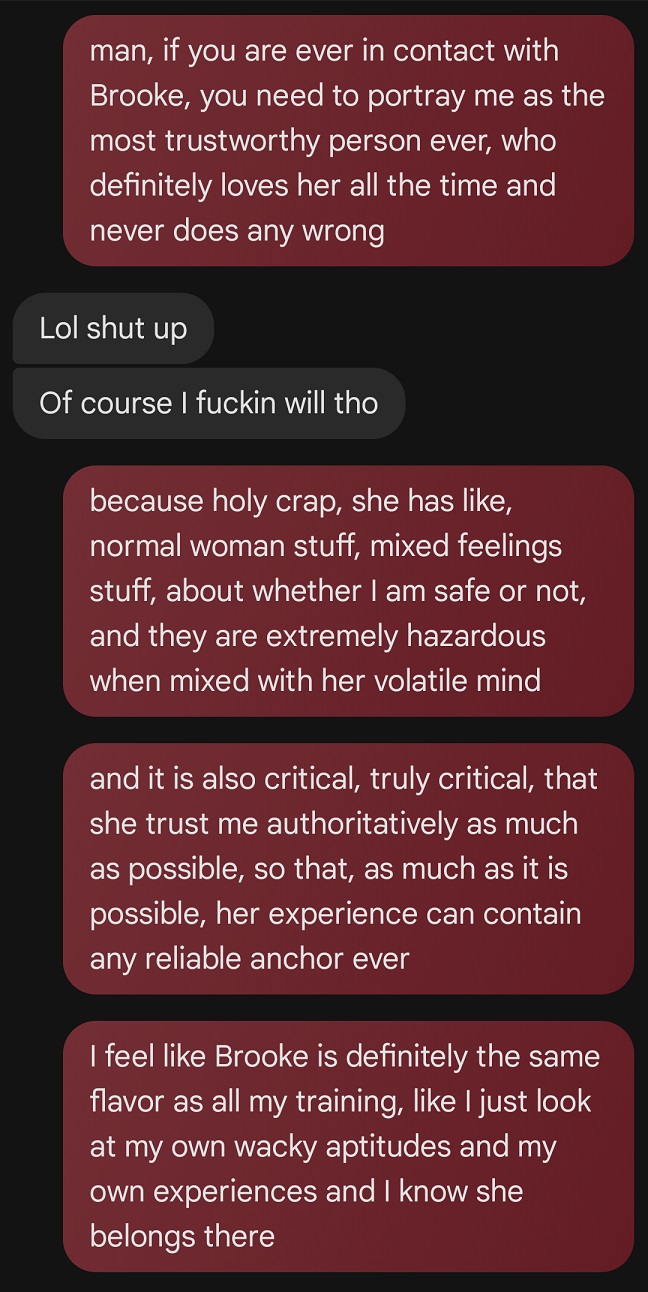 man, if you are ever in contact with
Brooke, you need to portray me as the
most trustworthy person ever, who
definitely loves her all the time and
never does any wrong
Lol shut up
Of course I fuckin will tho
because holy crap, she has like,
normal woman stuff, mixed feelings
stuff, about whether I am safe or not,
and they are extremely hazardous
when mixed with her volatile mind
and it is also critical, truly critical, that
she trust me authoritatively as much
as possible, so that, as much as it is
possible, her experience can contain
any reliable anchor ever
I feel like Brooke is definitely the same
flavor as all my training, like I just look
at my own wacky aptitudes and my
own experiences and I know she
belongs there